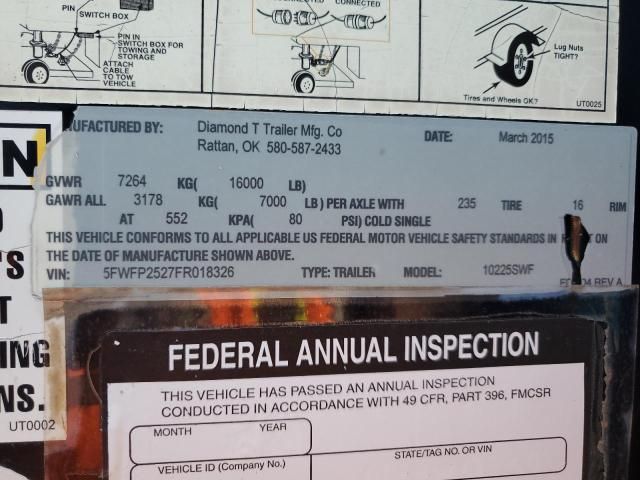 PIN
SWITCH BOX
PIN IN
SWITCH BOX FOR
TOWING AND
STORAGE
ATTACH
CABLE
TO TOW
VEHICLE
CONNECTED
Lug Nuts
TIGHT?
Tires and Wheels OK?
UT0025
N
'S
T
ING
NS.
UT0002
MANUFACTURED BY: Diamond T Trailer Mfg. Co DATE: March 2015
Rattan, OK 580-587-2433
GVWR 7264 KG( 16000 LB)
GAWR ALL 3178 KG( 7000 LB) PER AXLE WITH 235 TIRE 16 RIM
AT 552 KPA( 80 PSI) COLD SINGLE
THIS VEHICLE CONFORMS TO ALL APPLICABLE US FEDERAL MOTOR VEHICLE SAFETY STANDARDS IN ON
THE DATE OF MANUFACTURE SHOWN ABOVE.
VIN: 5FWFP2527FR018326 TYPE: TRAILER MODEL: 10225SWF
04 REV A
FEDERAL ANNUAL INSPECTION
THIS VEHICLE HAS PASSED AN ANNUAL INSPECTION
CONDUCTED IN ACCORDANCE WITH 49 CFR, PART 396, FMCSR
MONTH YEAR
STATE/TAG NO. OR VIN
VEHICLE ID (Company No.)